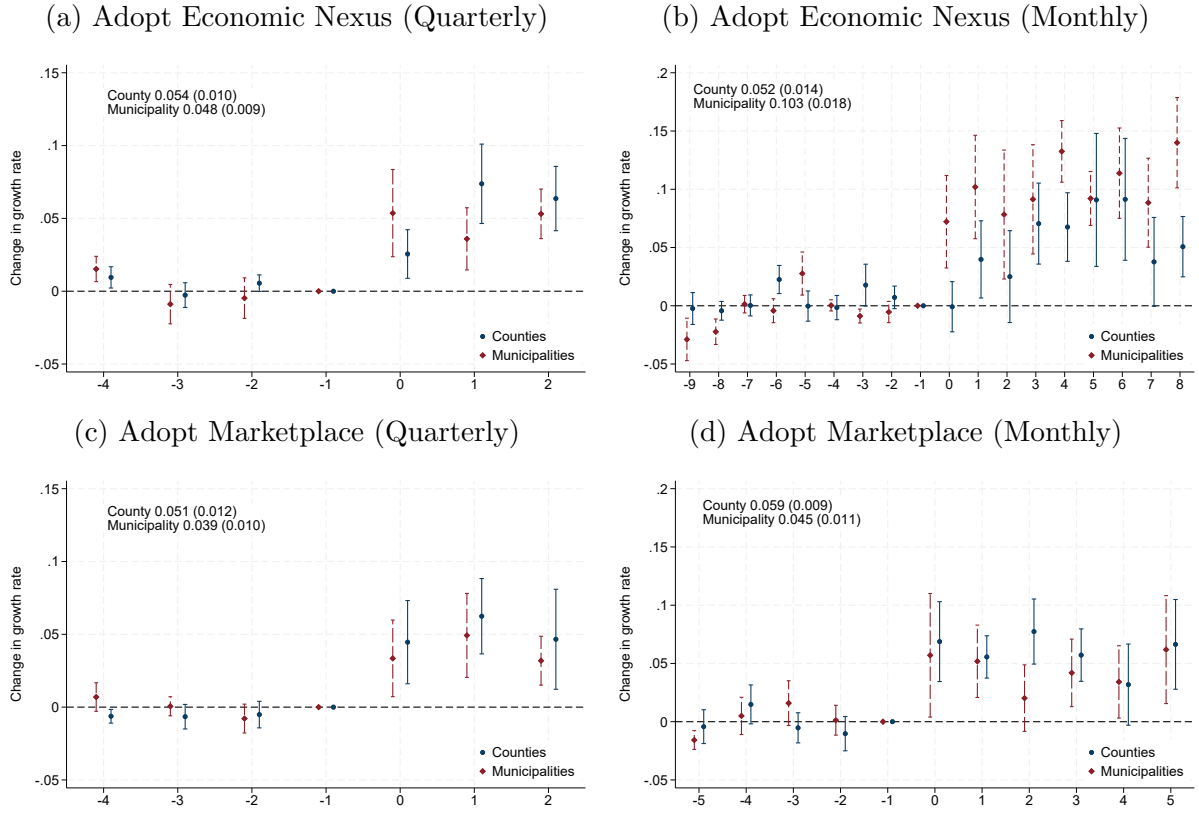 (a) Adopt Economic Nexus (Quarterly)
.15
.1
.05
0
-.05
Change in growth rate
County 0.054 (0.010)
Municipality 0.048 (0.009)
Counties
Municipalities
-4 -3 -2 -1 0 1 2
(b) Adopt Economic Nexus (Monthly)
.2
.15
.1
.05
0
-.05
Change in growth rate
County 0.052 (0.014)
Municipality 0.103 (0.018)
Counties
Municipalities
-9 -8 -7 -6 -5 -4 -3 -2 -1 0 1 2 3 4 5 6 7 8
(c) Adopt Marketplace (Quarterly)
.15
.1
.05
0
-.05
Change in growth rate
County 0.051 (0.012)
Municipality 0.039 (0.010)
Counties
Municipalities
-4 -3 -2 -1 0 1 2
(d) Adopt Marketplace (Monthly)
.2
.15
.1
.05
0
-.05
Change in growth rate
County 0.059 (0.009)
Municipality 0.045 (0.011)
Counties
Municipalities
-5 -4 -3 -2 -1 0 1 2 3 4 5